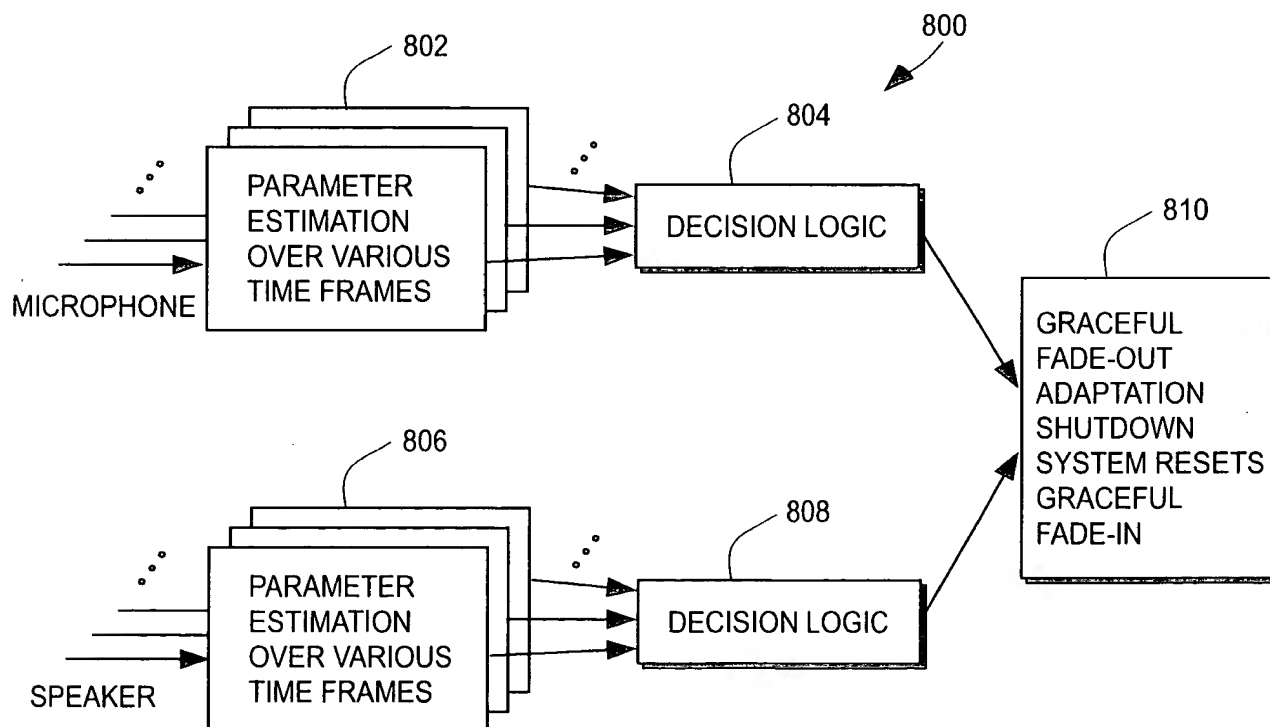 800
802
804
PARAMETER
ESTIMATION
OVER VARIOUS
TIME FRAMES
MICROPHONE
DECISION LOGIC
810
GRACEFUL
FADE-OUT
ADAPTATION
SHUTDOWN
SYSTEM RESETS
GRACEFUL
FADE-IN
806
808
PARAMETER
ESTIMATION
OVER VARIOUS
TIME FRAMES
SPEAKER
DECISION LOGIC